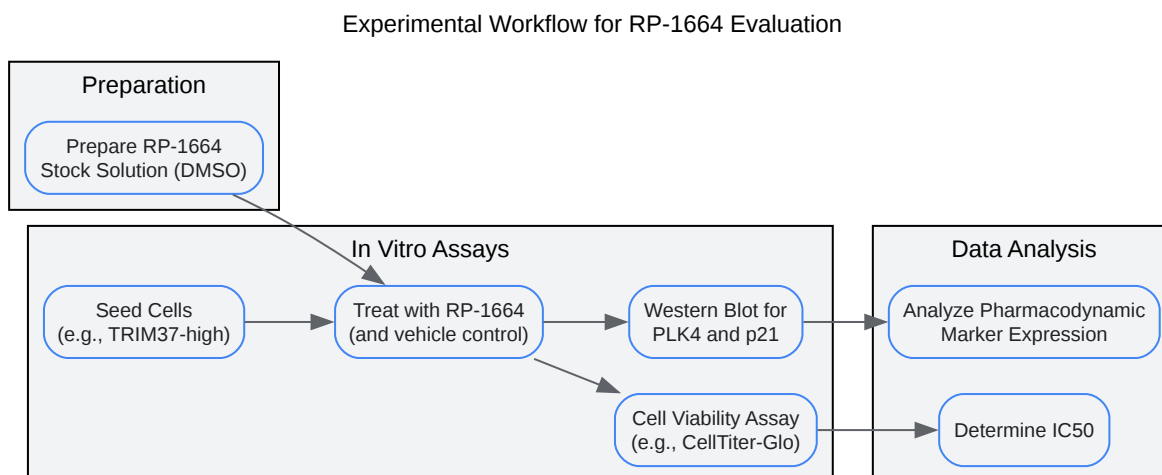 Experimental Workflow for RP-1664 Evaluation
Preparation
Prepare RP-1664
Stock Solution (DMSO)
In Vitro Assays
Seed Cells
(e.g., TRIM37-high)
Treat with RP-1664
(and vehicle control)
Western Blot for
PLK4 and p21
Cell Viability Assay
(e.g., CellTiter-Glo)
Data Analysis
Analyze Pharmacodynamic
Marker Expression
Determine IC50